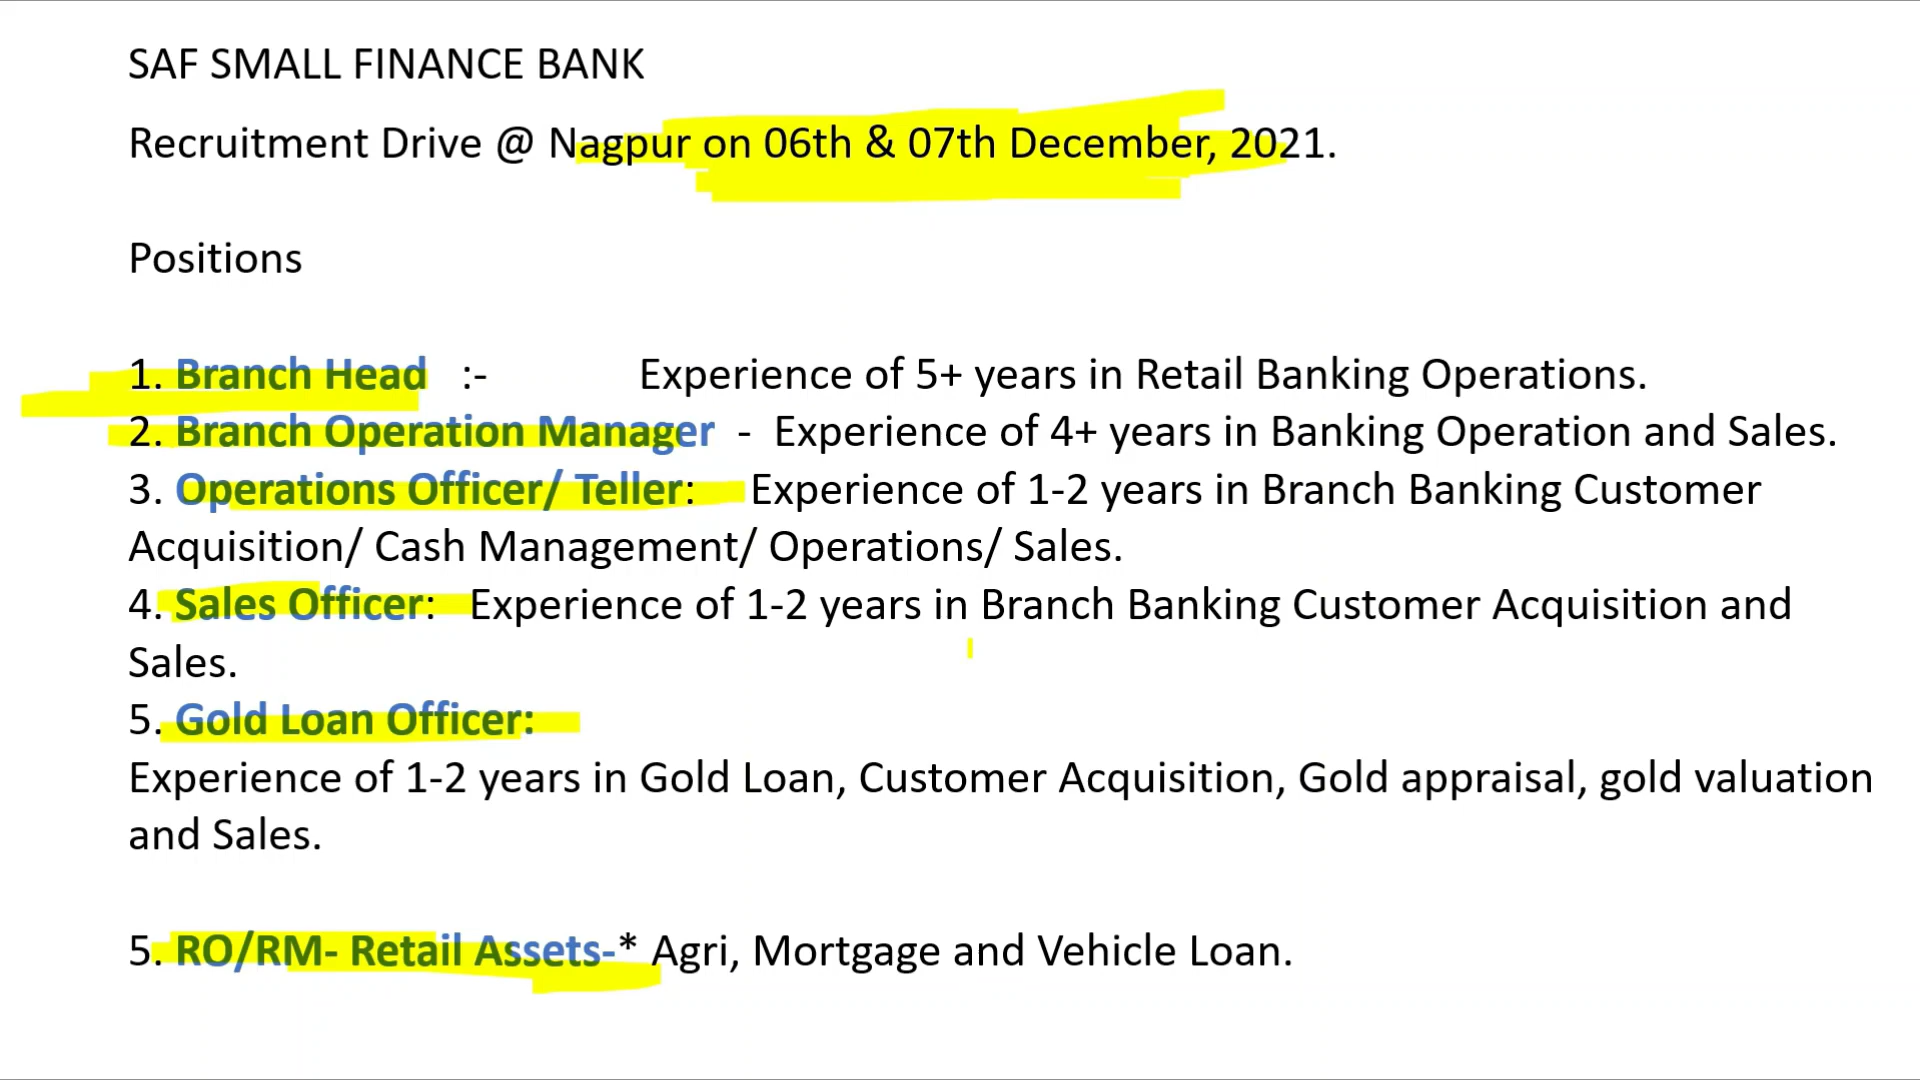 SAF SMALL FINANCE BANK
Recruitment Drive @ Nagpur on 06th & 07th December, 2021.
Positions
1. Branch Head :- Experience of 5+ years in Retail Banking Operations.
2. Branch Operation Manager - Experience of 4+ years in Banking Operation and Sales.
3. Operations Officer/ Teller: Experience of 1-2 years in Branch Banking Customer
Acquisition/ Cash Management/ Operations/ Sales.
4. Sales Officer: Experience of 1-2 years in Branch Banking Customer Acquisition and
Sales.
5. Gold Loan Officer:
Experience of 1-2 years in Gold Loan, Customer Acquisition, Gold appraisal, gold valuation
and Sales.
5. RO/RM- Retail Assets-* Agri, Mortgage and Vehicle Loan.